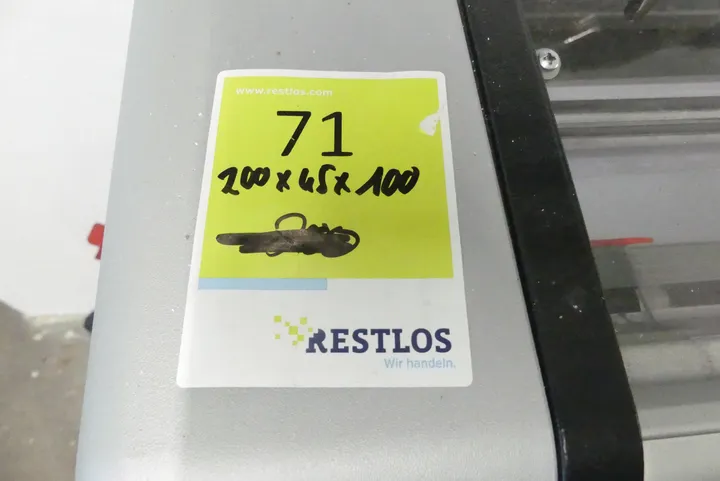 www.restlos.com
71
200 x 45 x 100
RESTLOS
Wir handeln.